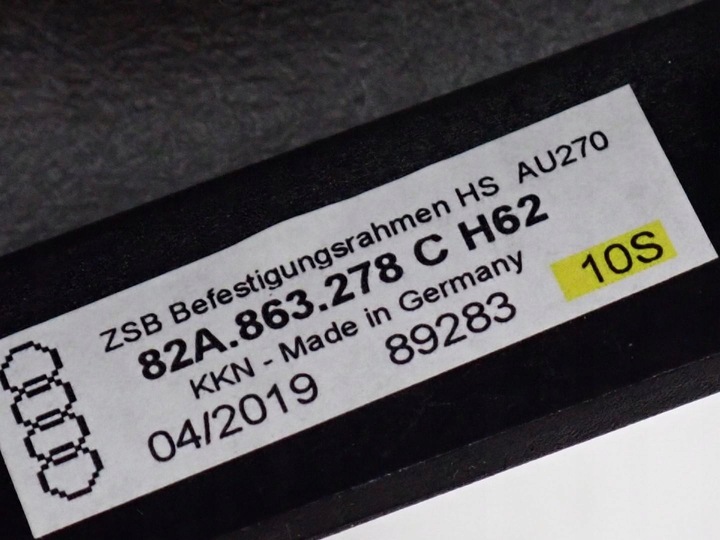 ZSB Befestigungsrahmen HS AU270
82A.863.278 C H62
KKN - Made in Germany
04/2019 89283 10S